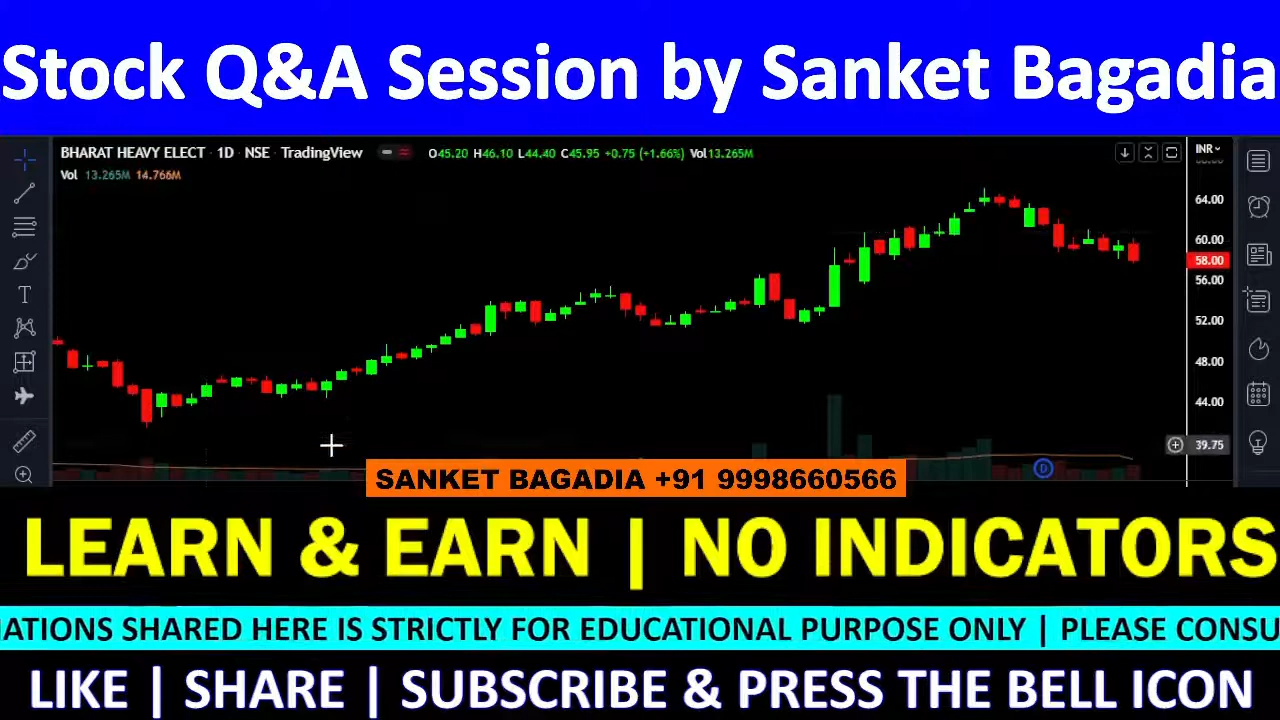 Stock Q&A Session by Sanket Bagadia
BHARAT HEAVY ELECT · 1D · NSE · TradingView O45.20 H46.10 L44.40 C45.95 +0.75 (+1.66%) Vol13.265M INR
Vol 13.265M 14.766M
64.00
60.00
58.00
56.00
52.00
48.00
44.00
39.75
D
T
SANKET BAGADIA +91 9998660566
LEARN & EARN | NO INDICATORS
ATIONS SHARED HERE IS STRICTLY FOR EDUCATIONAL PURPOSE ONLY | PLEASE CONSU
LIKE | SHARE | SUBSCRIBE & PRESS THE BELL ICON